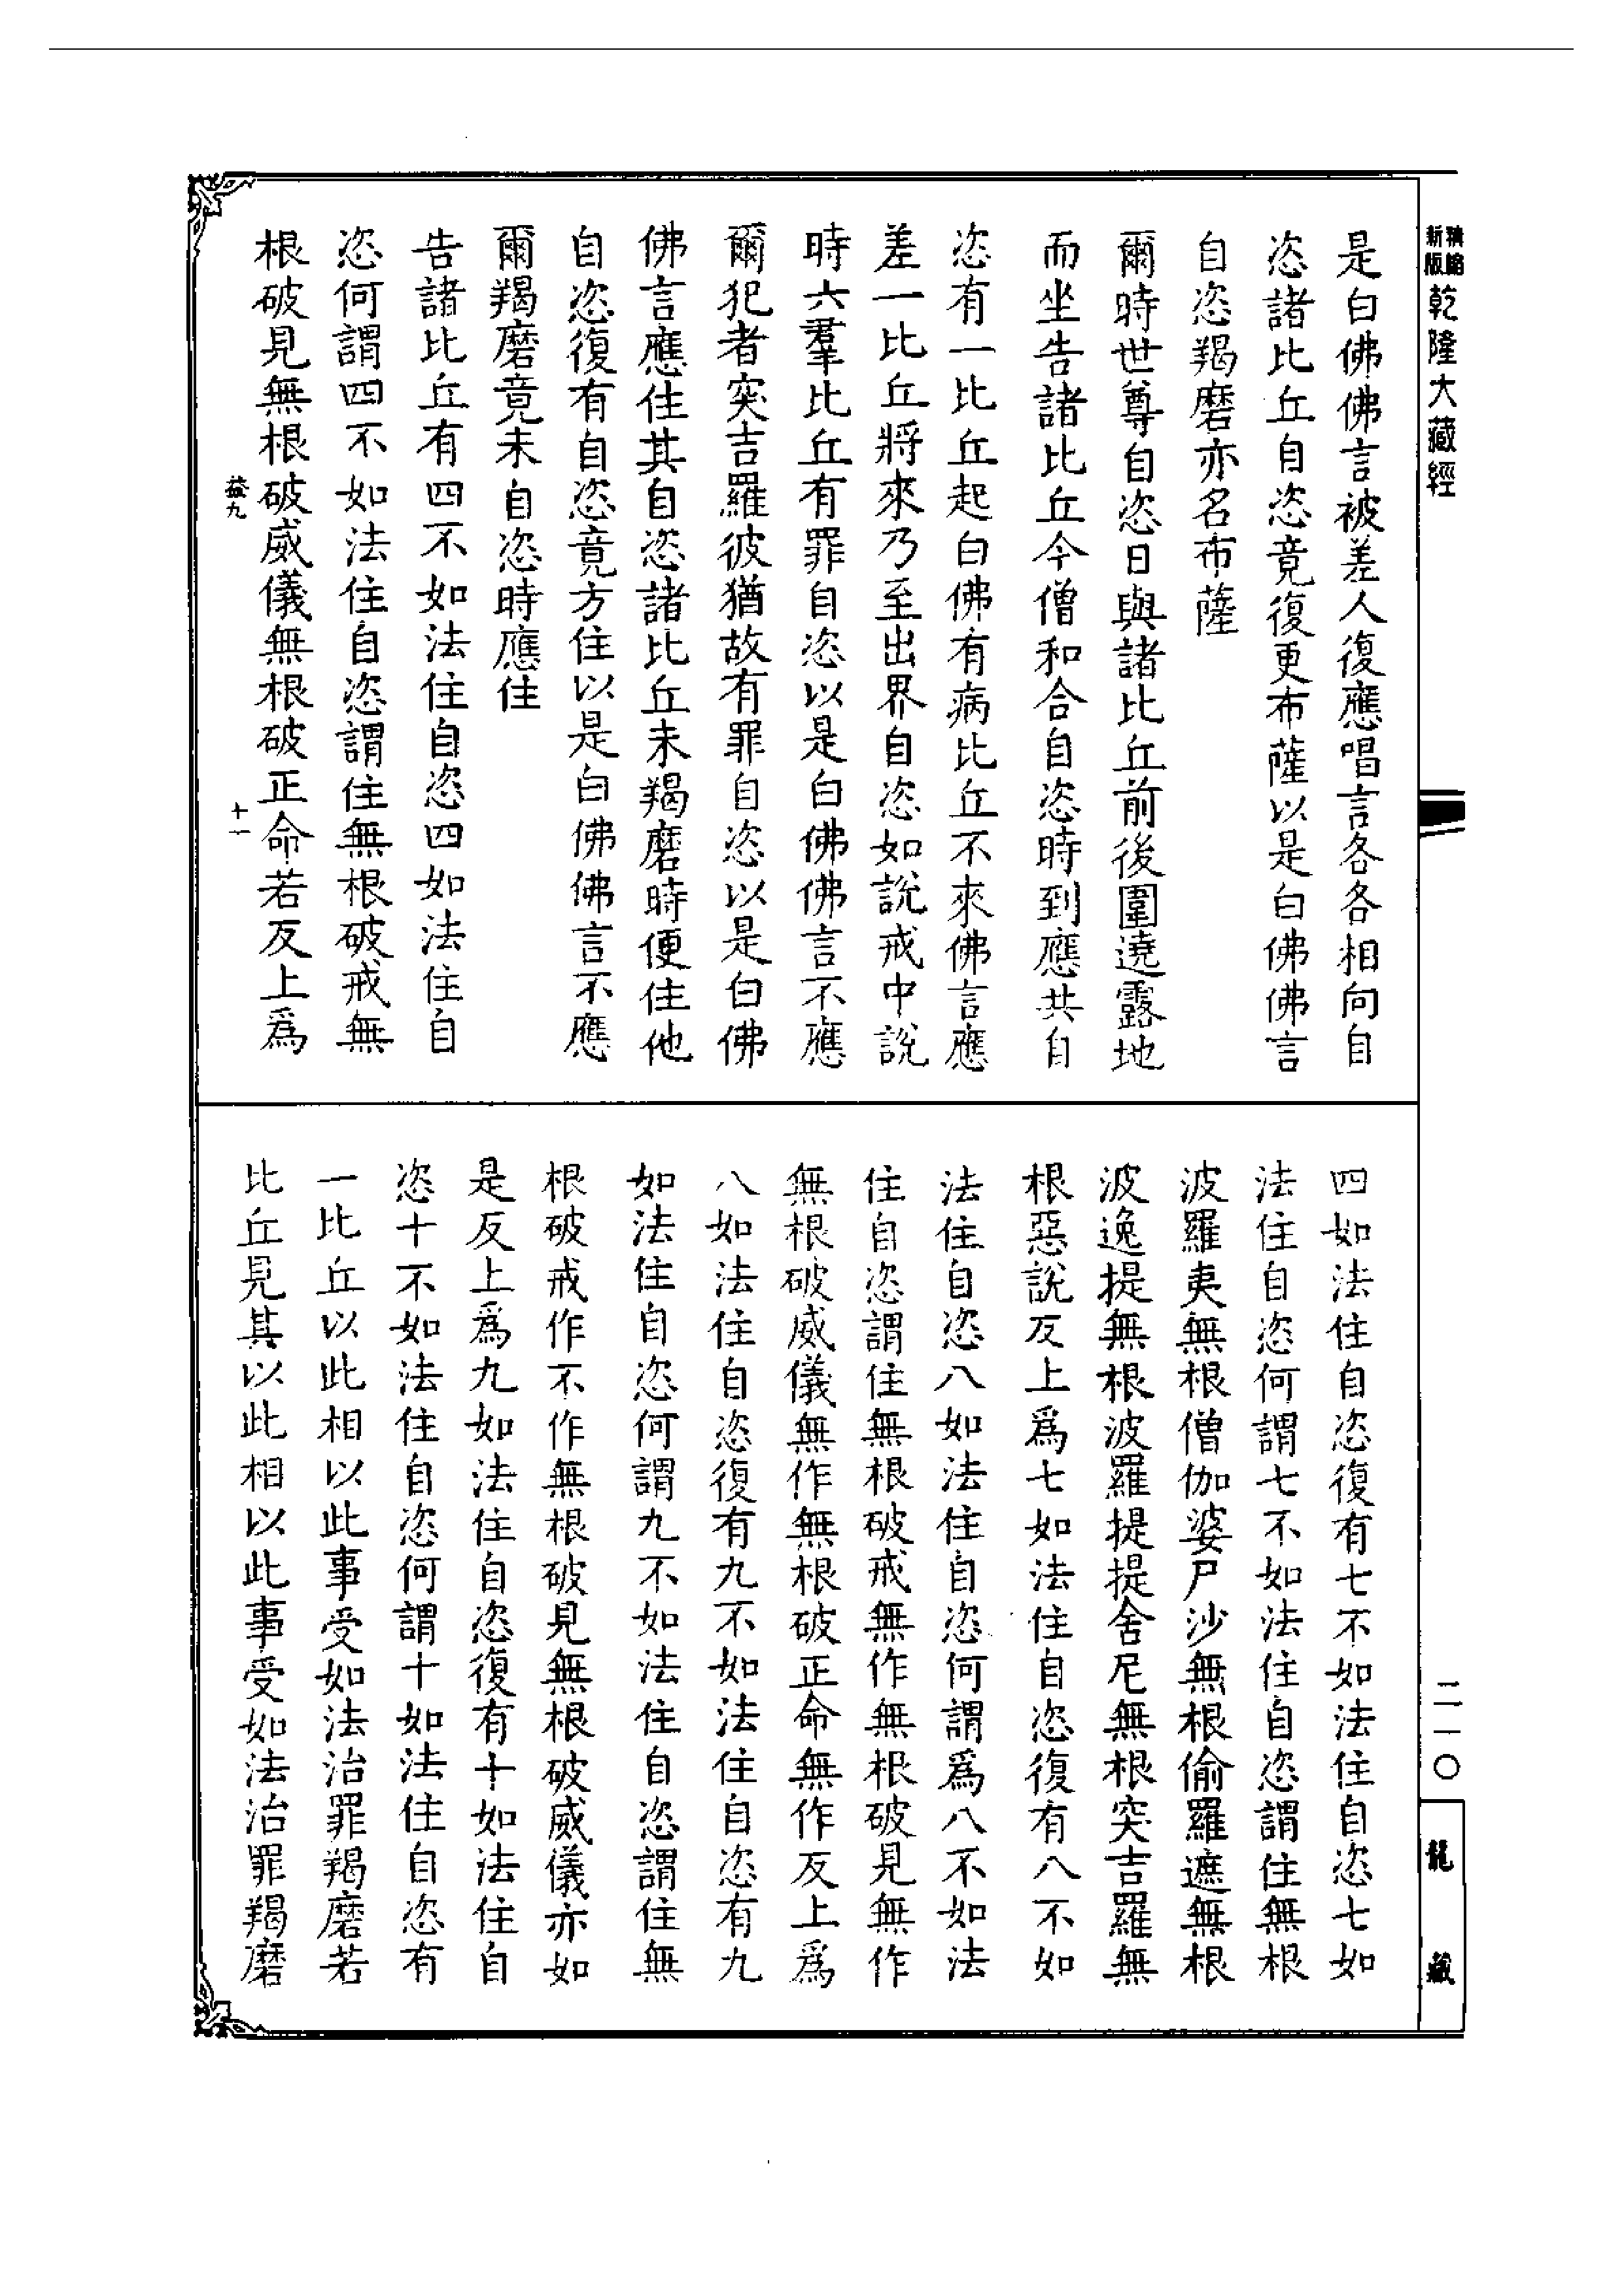 精縮新版乾隆大藏經
是白佛佛言被差人復應唱言各各相向自
恣諸比丘自恣竟復更布薩以是白佛佛言
自恣羯磨亦名布薩
爾時世尊自恣日與諸比丘前後圍遶露地
而坐告諸比丘今僧和合自恣時到應共自
恣有一比丘起白佛有病比丘不來佛言應
差一比丘將來乃至出界自恣如說戒中說
時六羣比丘有罪自恣以是白佛佛言不應
爾犯者突吉羅彼猶故有罪自恣以是白佛
佛言應住其自恣諸比丘未羯磨時便住他
自恣復有自恣竟方住以是白佛佛言不應
爾羯磨竟未自恣時應住
告諸比丘有四不如法住自恣四如法住自
恣何謂四不如法住自恣謂住無根破戒無
根破見無根破威儀無根破正命若反上爲
益九
十一
四如法住自恣復有七不如法住自恣七如
法住自恣何謂七不如法住自恣謂住無根
波羅夷無根僧伽婆尸沙無根偷羅遮無根
波逸提無根波羅提提舍尼無根突吉羅無
根惡說反上爲七如法住自恣復有八不如
法住自恣八如法住自恣何謂爲八不如法
住自恣謂住無根破戒無作無根破見無作
無根破威儀無作無根破正命無作反上爲
八如法住自恣復有九不如法住自恣有九
如法住自恣何謂九不如法住自恣謂住無
根破戒作不作無根破見無根破威儀亦如
是反上爲九如法住自恣復有十如法住自
恣十不如法住自恣何謂十如法住自恣有
一比丘以此相以此事受如法治罪羯磨若
比丘見其以此相以此事受如法治罪羯磨
二一〇
龍藏